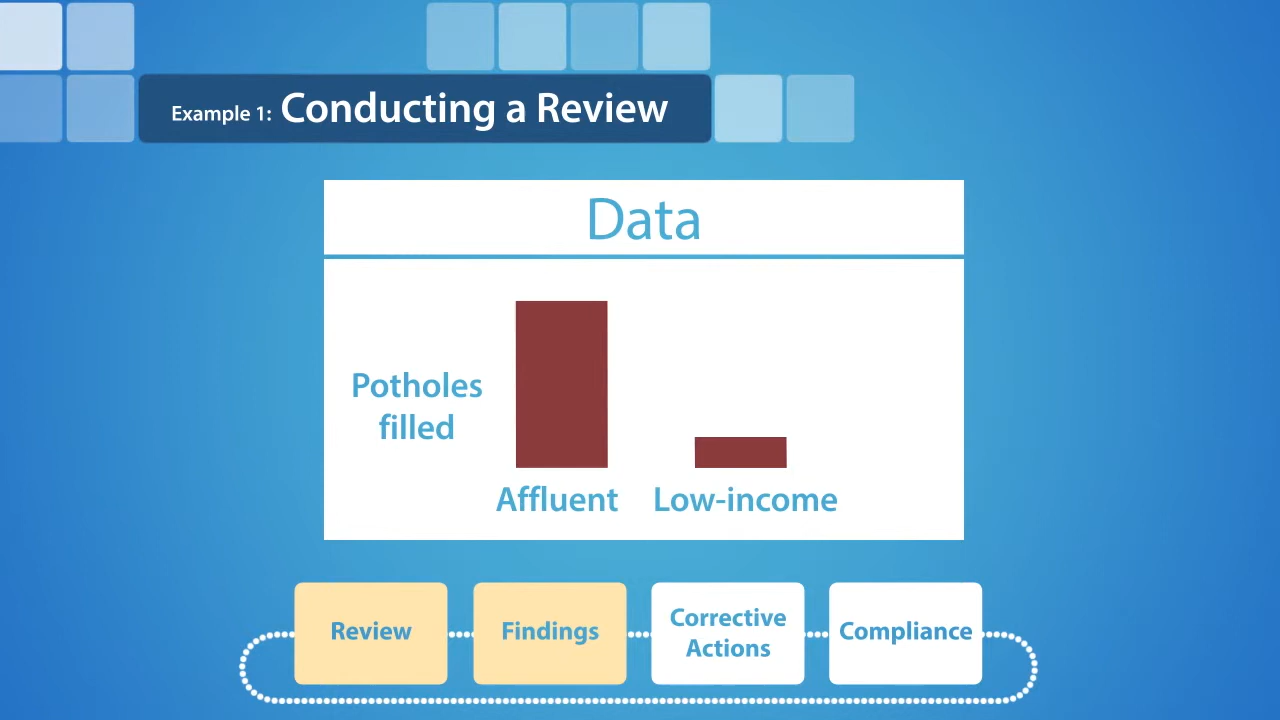 Example 1: Conducting a Review
Data
Potholes
filled
Affluent
Low-income
Review
Findings
Corrective
Actions
Compliance